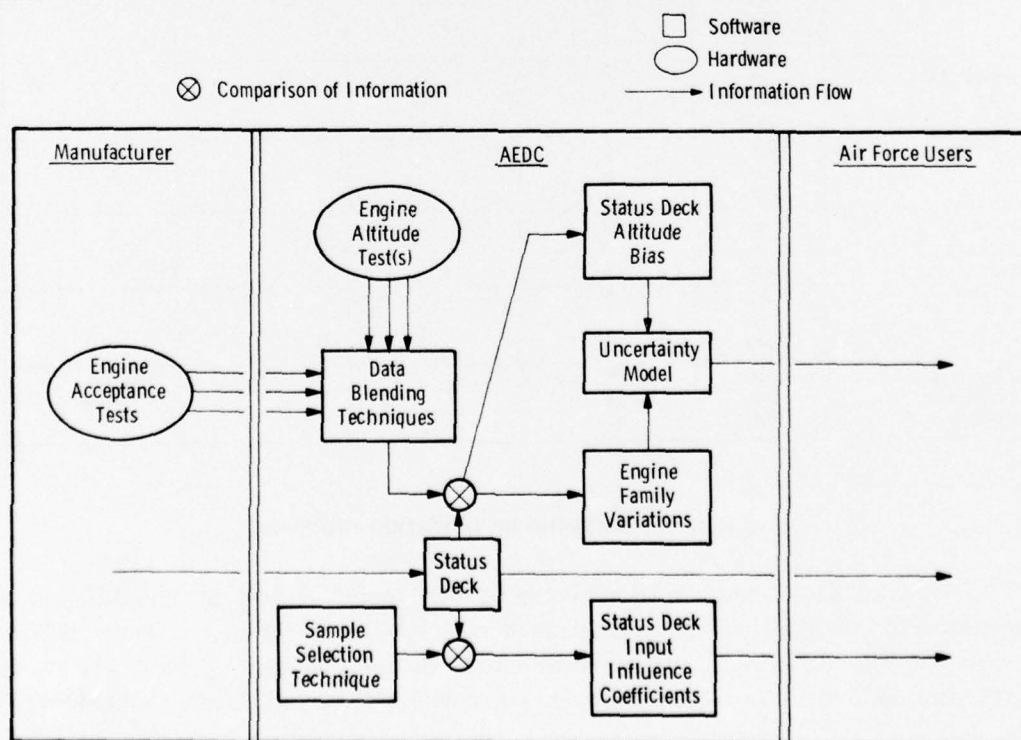 Software
Hardware
Comparison of Information
Information Flow
Manufacturer
AEDC
Air Force Users
Engine
Altitude
Test(s)
Status Deck
Altitude
Bias
Engine
Acceptance
Tests
Data
Blending
Techniques
Uncertainty
Model
Engine
Family
Variations
Status
Deck
Sample
Selection
Technique
Status Deck
Input
Influence
Coefficients